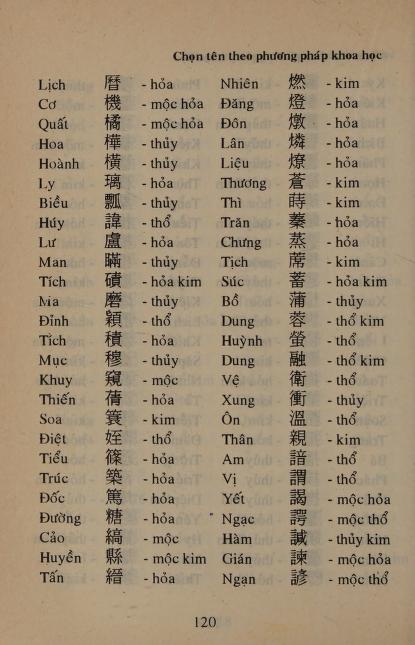 Chọn tên theo phương pháp khoa học
Lịch 曆 - hỏa
Cơ 機 - mộc hỏa
Quất 橘 - mộc hỏa
Hoa 樺 - thủy
Hoành 横 - thủy
Ly 璃 - hỏa
Biều 瓢 - thủy
Húy 諱 - thổ
Lư 盧 - hỏa
Man 瞞 - thủy
Tích 磧 - hỏa kim
Ma 磨 - thủy
Đỉnh 穎 - thổ
Tích 積 - hỏa
Mục 穆 - thủy
Khuy 窺 - mộc
Thiến 蒨 - hỏa
Soa 簑 - kim
Điệt 姪 - thổ
Tiểu 篠 - hỏa
Trúc 築 - hỏa
Đốc 篤 - hỏa
Đường 糖 - hỏa
Cảo 縞 - mộc
Huyền 縣 - mộc kim
Tấn 縉 - hỏa
Nhiên 燃 - kim
Đăng 燈 - hỏa
Đôn 燉 - hỏa
Lân 燐 - hỏa
Liệu 燎 - hỏa
Thương 蒼 - kim
Thì 蒔 - kim
Trăn 蓁 - hỏa
Chưng 蒸 - hỏa
Tịch 蓆 - kim
Súc 蓄 - hỏa kim
Bồ 蒲 - thủy
Dung 蓉 - thổ kim
Huỳnh 螢 - thổ
Dung 融 - thổ kim
Vệ 衛 - thổ
Xung 衝 - thủy
Ôn 溫 - thổ
Thân 親 - kim
Am 諳 - thổ
Vị 謂 - thổ
Yết 謁 - mộc hỏa
Ngạc 諤 - mộc thổ
Hàm 諴 - thủy kim
Gián 諫 - mộc hỏa
Ngạn 諺 - mộc thổ
120